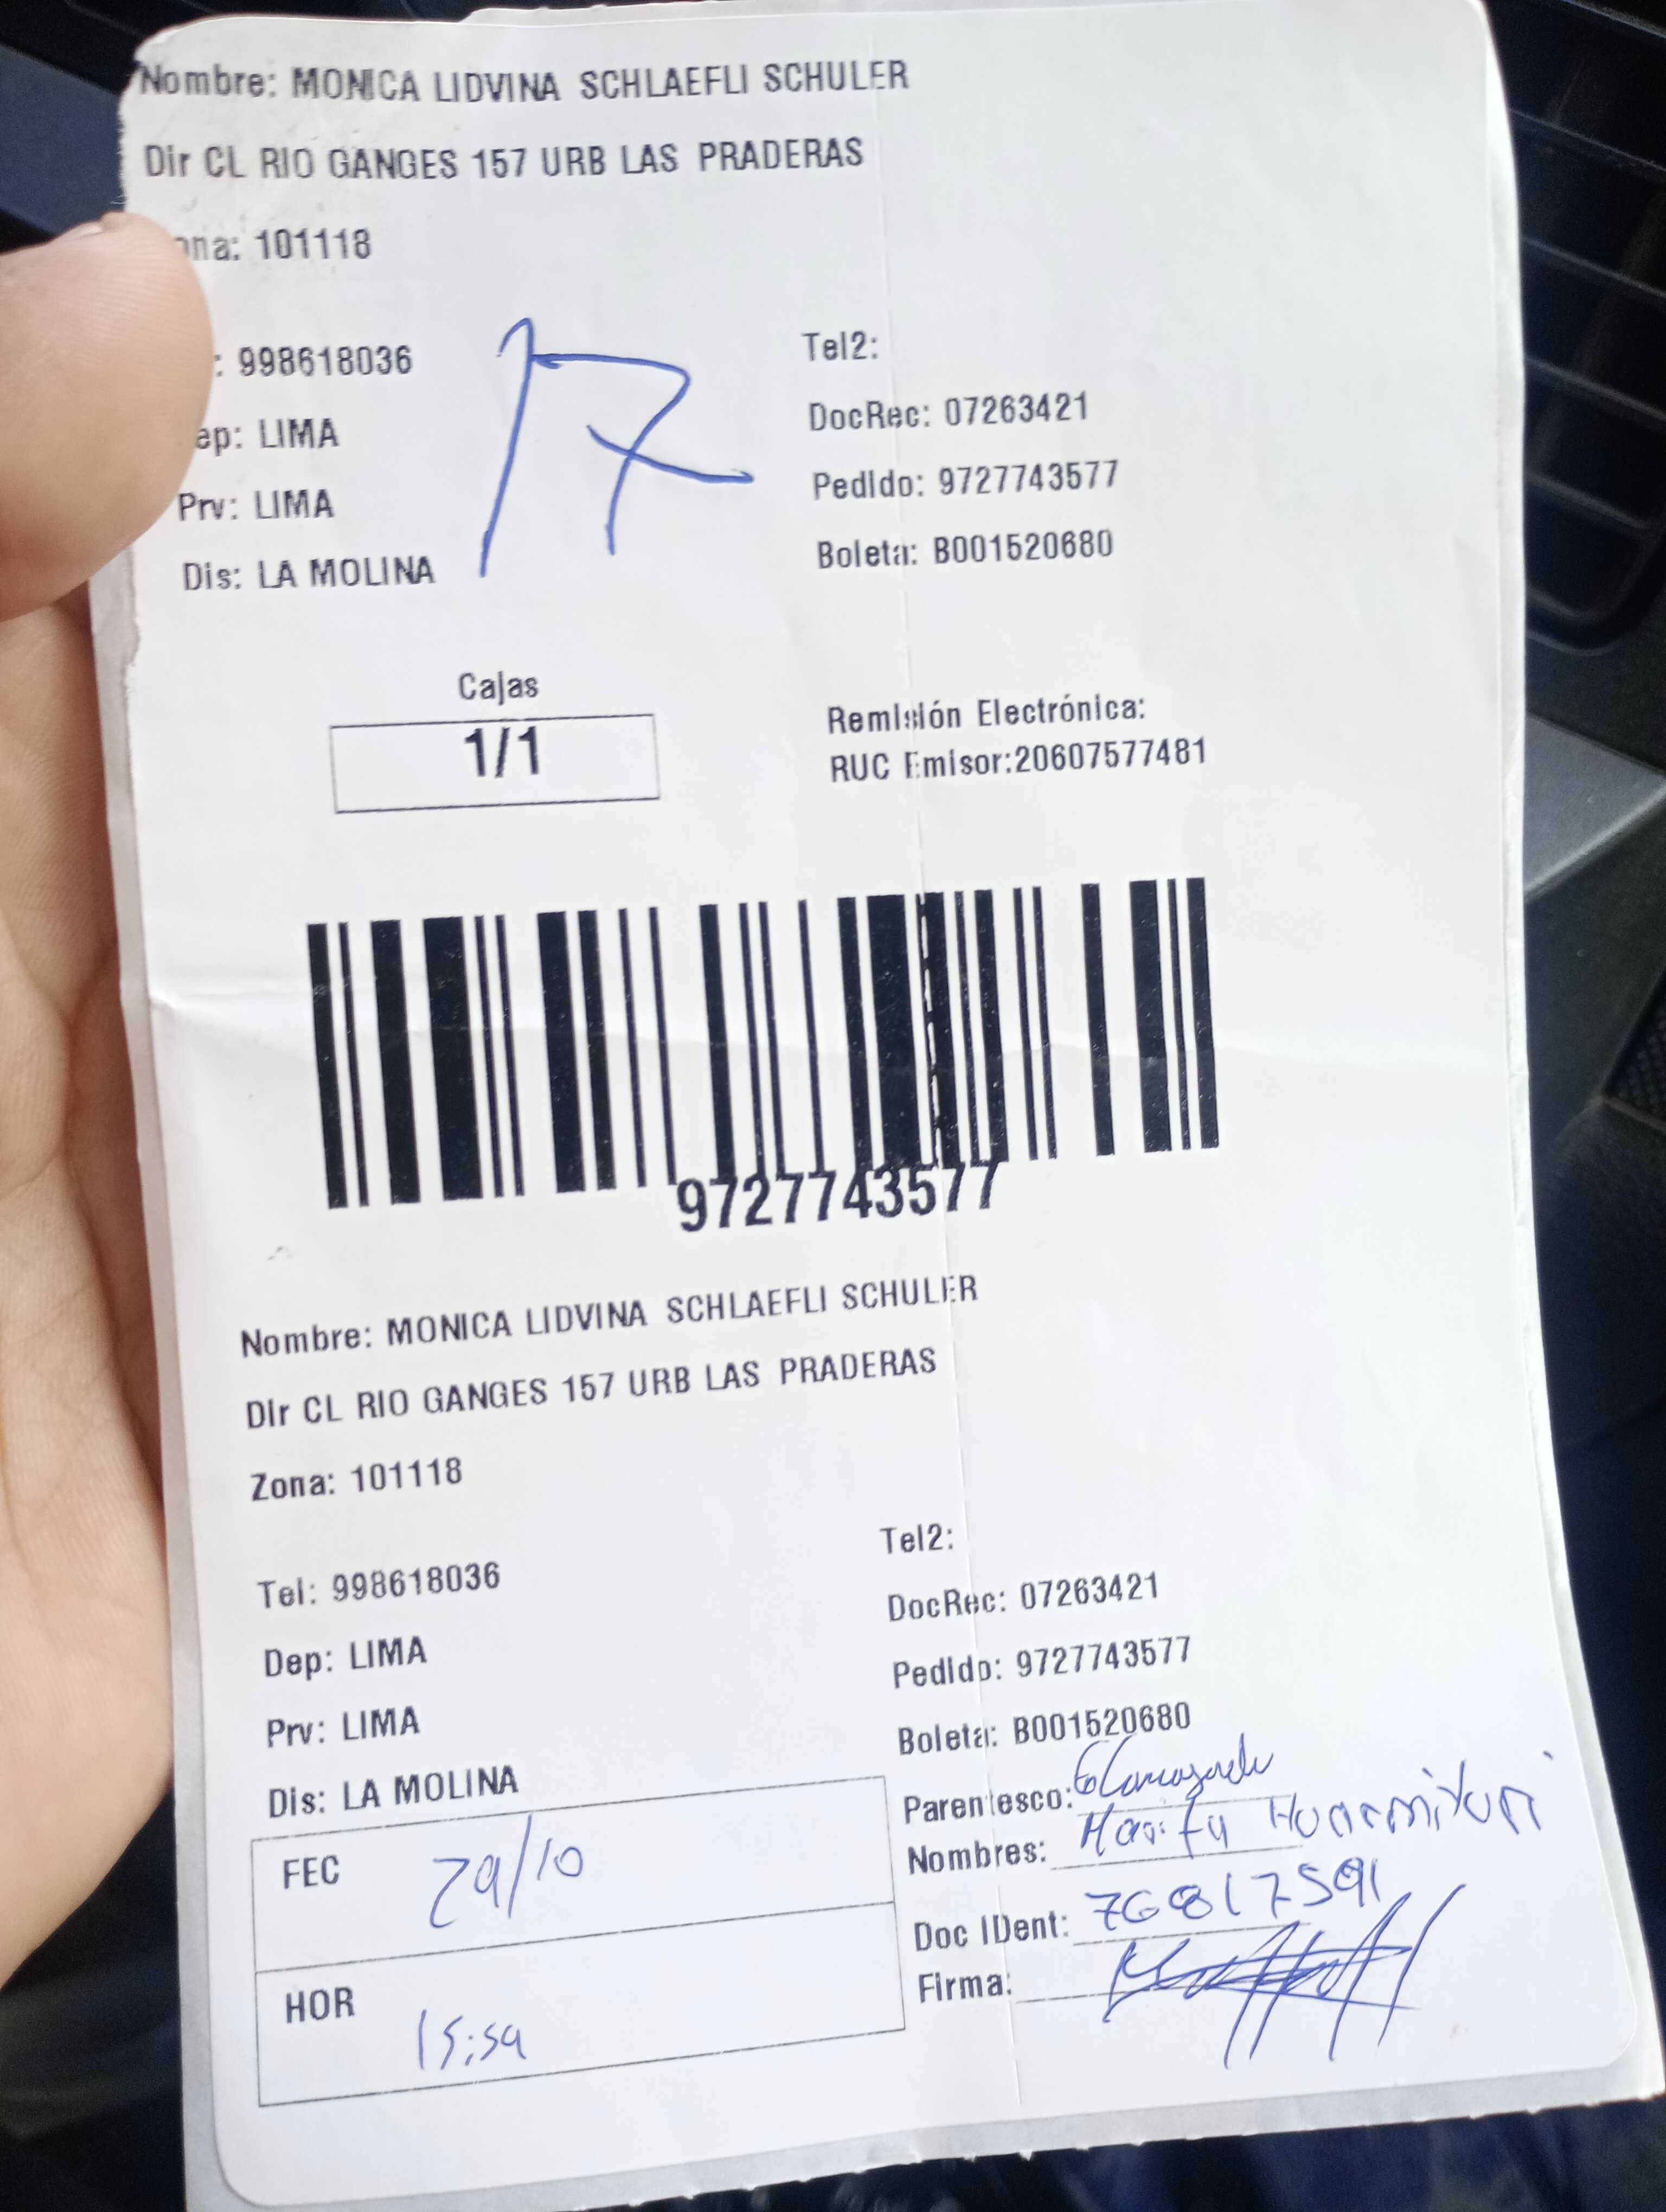 Nombre: MONICA LIDVINA SCHLAEFLI SCHULER
Dir CL RIO GANGES 157 URB LAS PRADERAS
ona: 101118
: 998618036
Tel2:
ep: LIMA
DocRec: 07263421
Prv: LIMA
Pedido: 9727743577
Dis: LA MOLINA
Boleta: B001520680
17
Cajas
1/1
Remisión Electrónica:
RUC Emisor:20607577481
9727743577
Nombre: MONICA LIDVINA SCHLAEFLI SCHULER
Dir CL RIO GANGES 157 URB LAS PRADERAS
Zona: 101118
Tel2:
Tel: 998618036
DocRec: 07263421
Dep: LIMA
Pedido: 9727743577
Prv: LIMA
Boleta: B001520680
Dis: LA MOLINA
Parentesco:
Nombres:
FEC 29/10
Doc IDent: 76817591
Firma:
HOR 15:59